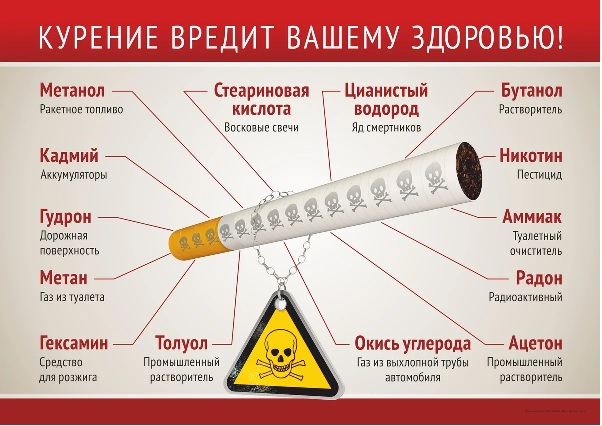 КУРЕНИЕ ВРЕДИТ ВАШЕМУ ЗДОРОВЬЮ!
Метанол
Ракетное топливо
Стеариновая
кислота
Восковые свечи
Цианистый
водород
Яд смертников
Бутанол
Растворитель
Кадмий
Аккумуляторы
Никотин
Пестицид
Гудрон
Дорожная
поверхность
Аммиак
Туалетный
очиститель
Метан
Газ из туалета
Радон
Радиоактивный
Гексамин
Средство
для розжига
Толуол
Промышленный
растворитель
Окись углерода
Газ из выхлопной трубы
автомобиля
Ацетон
Промышленный
растворитель